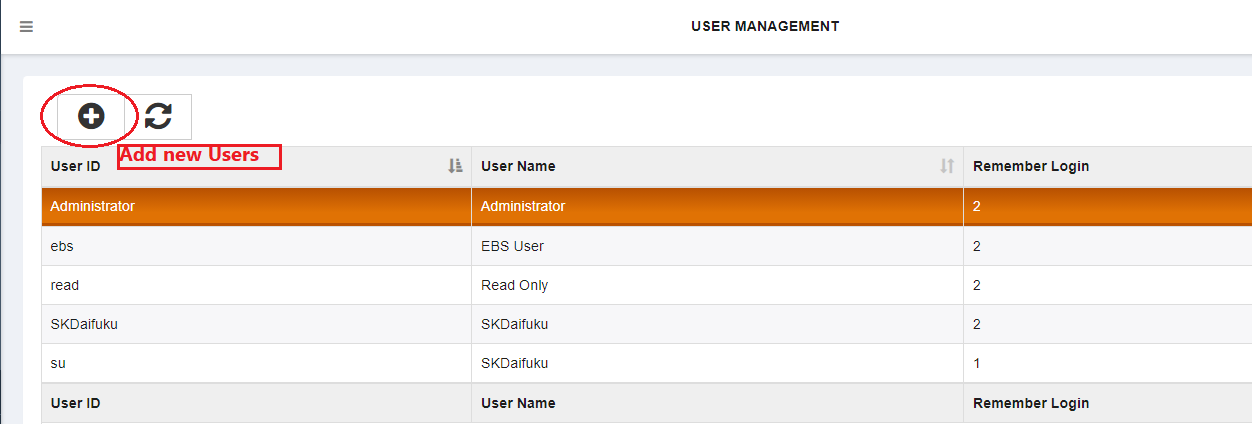 USER MANAGEMENT
Add new Users
User ID User Name Remember Login
Administrator Administrator 2
ebs EBS User 2
read Read Only 2
SKDaifuku SKDaifuku 2
su SKDaifuku 1
User ID User Name Remember Login